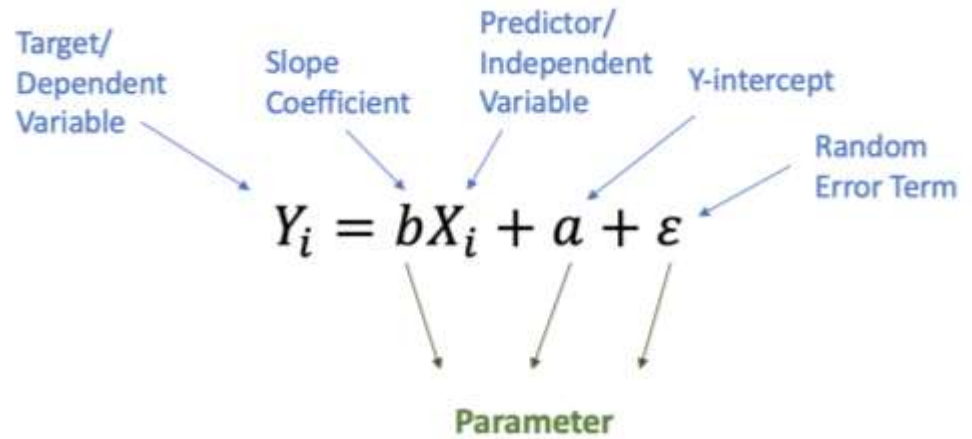 Target/
Dependent
Variable
Slope
Coefficient
Predictor/
Independent
Variable
Y-intercept
Random
Error Term
Yᵢ = bXᵢ + a + ε
Parameter